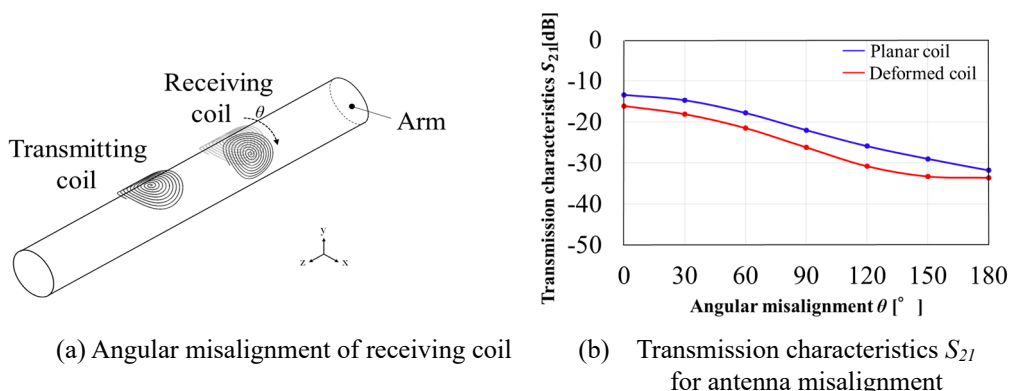 Receiving
coil
θ
Arm
Transmitting
coil
y
z
x
(a) Angular misalignment of receiving coil
Transmission characteristics S21[dB]
0
-10
-20
-30
-40
-50
Planar coil
Deformed coil
0 30 60 90 120 150 180
Angular misalignment θ [° ]
(b) Transmission characteristics S21
for antenna misalignment